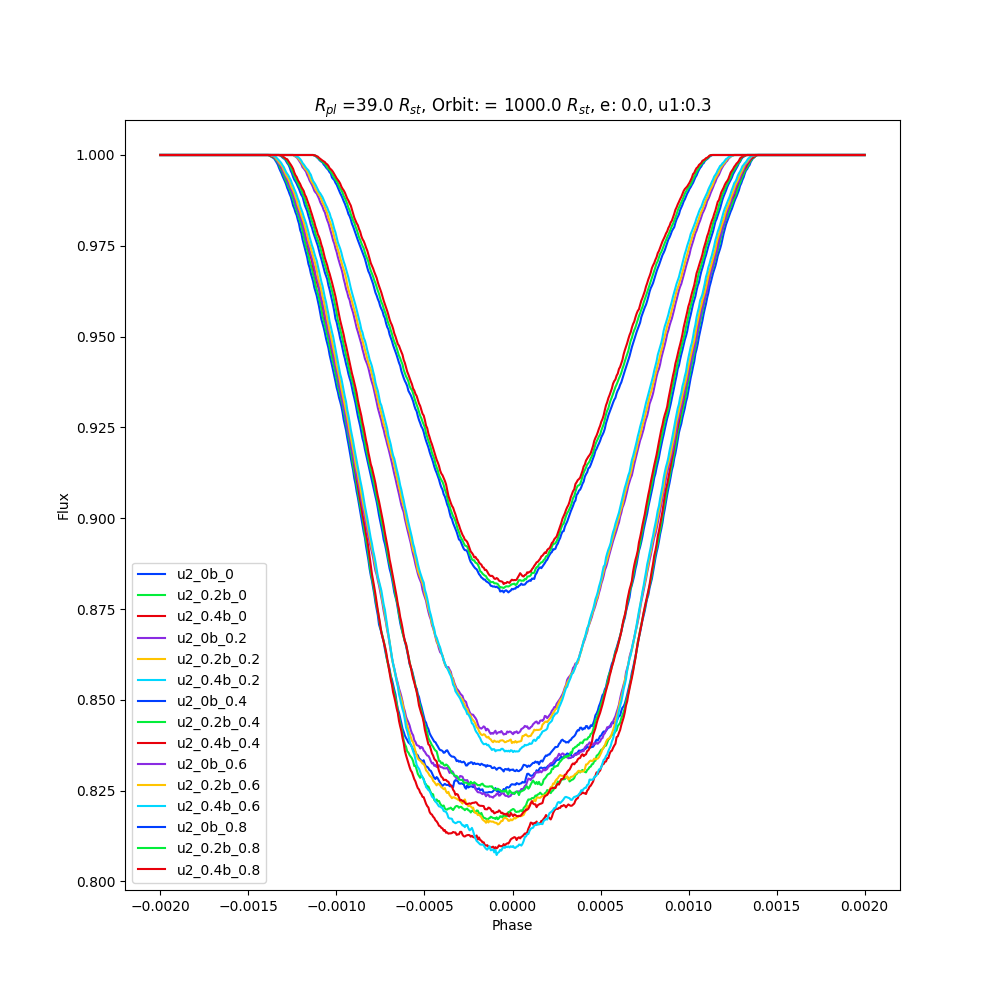 R_pl =39.0 R_st, Orbit: = 1000.0 R_st, e: 0.0, u1:0.3
1.000
0.975
0.950
0.925
0.900
0.875
0.850
0.825
0.800
Flux
u2_0b_0
u2_0.2b_0
u2_0.4b_0
u2_0b_0.2
u2_0.2b_0.2
u2_0.4b_0.2
u2_0b_0.4
u2_0.2b_0.4
u2_0.4b_0.4
u2_0b_0.6
u2_0.2b_0.6
u2_0.4b_0.6
u2_0b_0.8
u2_0.2b_0.8
u2_0.4b_0.8
−0.0020 −0.0015 −0.0010 −0.0005 0.0000 0.0005 0.0010 0.0015 0.0020
Phase